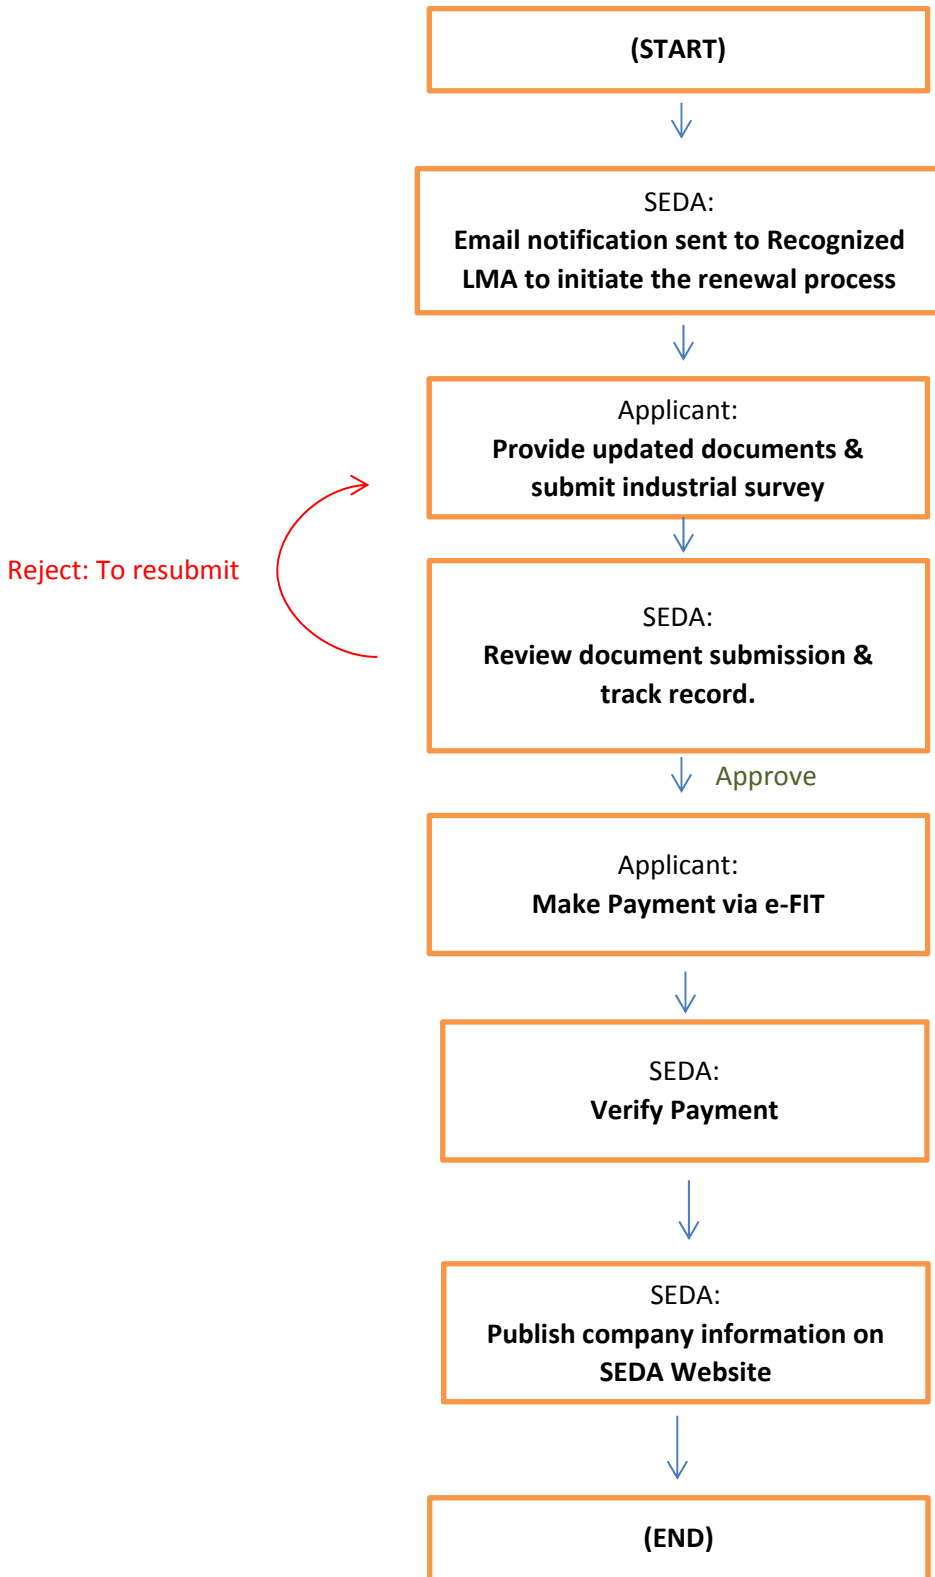 (START)
SEDA:
Email notification sent to Recognized
LMA to initiate the renewal process
Applicant:
Provide updated documents &
submit industrial survey
Reject: To resubmit
SEDA:
Review document submission &
track record.
Approve
Applicant:
Make Payment via e-FIT
SEDA:
Verify Payment
SEDA:
Publish company information on
SEDA Website
(END)